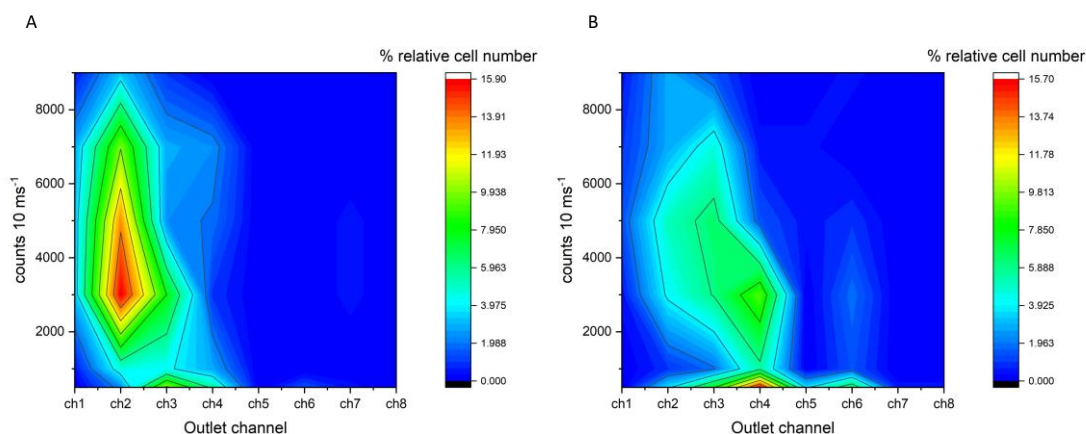 A
% relative cell number
counts 10 ms⁻¹
8000
6000
4000
2000
ch1 ch2 ch3 ch4 ch5 ch6 ch7 ch8
Outlet channel
15.90
13.91
11.93
9.938
7.950
5.963
3.975
1.988
0.000
B
% relative cell number
counts 10 ms⁻¹
8000
6000
4000
2000
ch1 ch2 ch3 ch4 ch5 ch6 ch7 ch8
Outlet channel
15.70
13.74
11.78
9.813
7.850
5.888
3.925
1.963
0.000